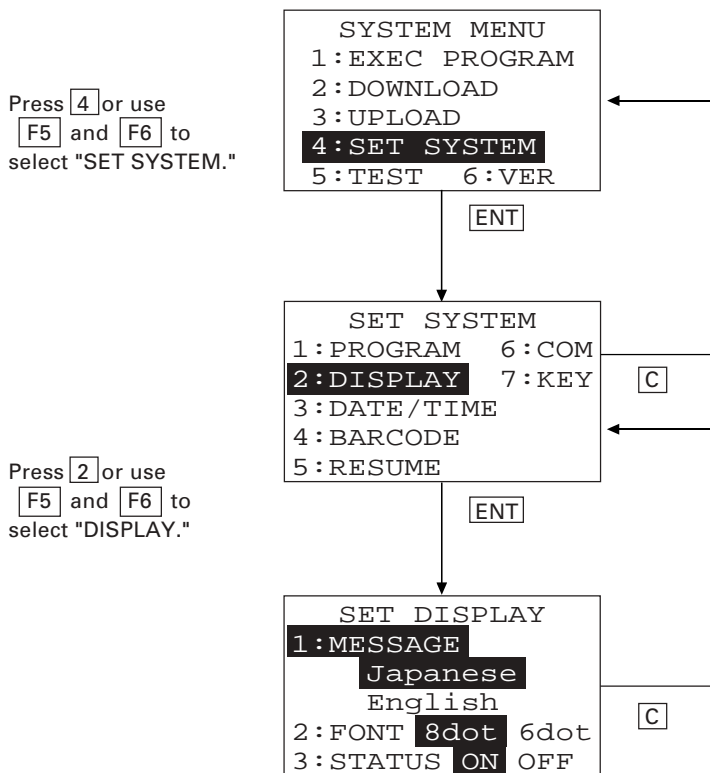 SYSTEM MENU
1:EXEC PROGRAM
2:DOWNLOAD
3:UPLOAD
4:SET SYSTEM
5:TEST 6:VER
Press 4 or use
F5 and F6 to
select "SET SYSTEM."
ENT
SET SYSTEM
1:PROGRAM 6:COM
2:DISPLAY 7:KEY
3:DATE/TIME
4:BARCODE
5:RESUME
C
Press 2 or use
F5 and F6 to
select "DISPLAY."
ENT
SET DISPLAY
1:MESSAGE
Japanese
English
2:FONT 8dot 6dot
3:STATUS ON OFF
C